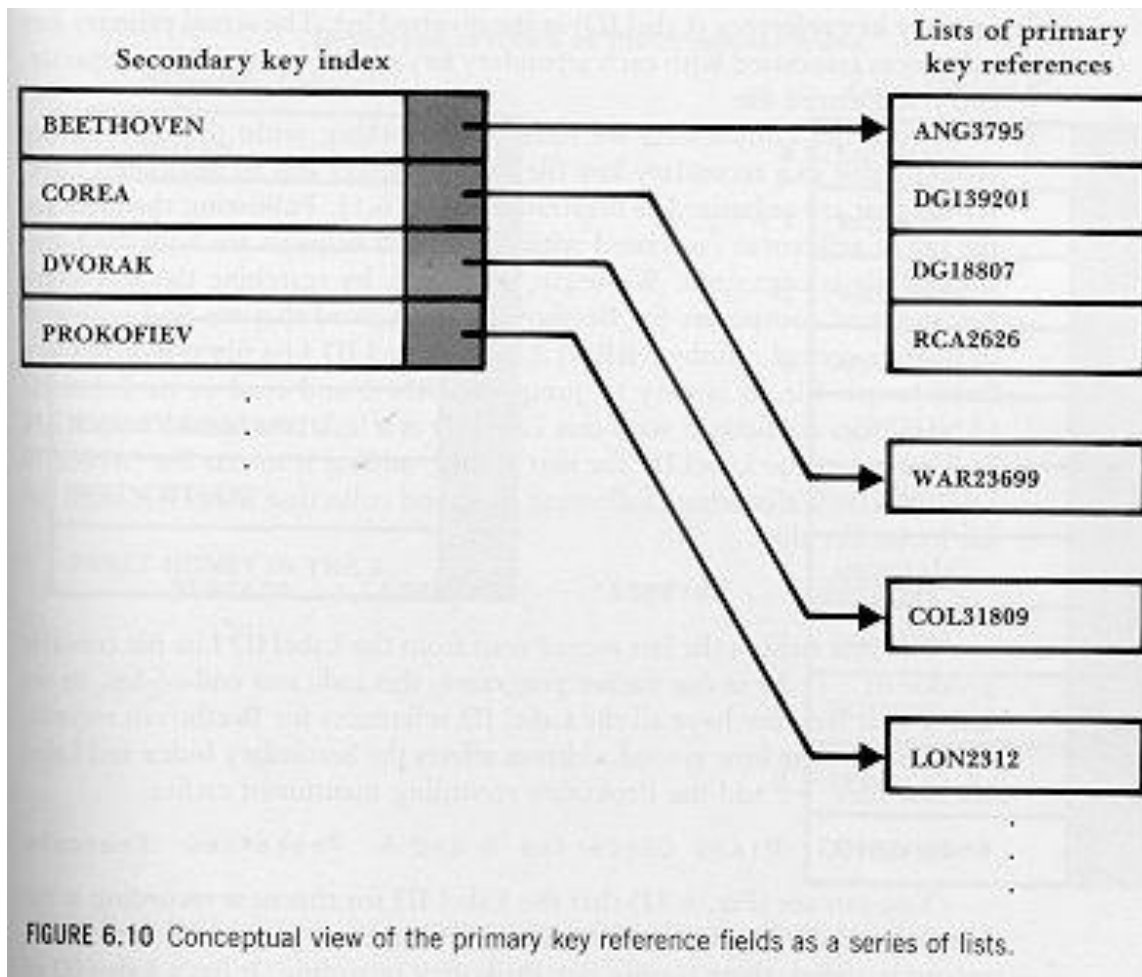 Secondary key index
Lists of primary
key references
BEETHOVEN
COREA
DVORAK
PROKOFIEV
ANG3795
DG139201
DG18807
RCA2626
WAR23699
COL31809
LON2312
FIGURE 6.10 Conceptual view of the primary key reference fields as a series of lists.